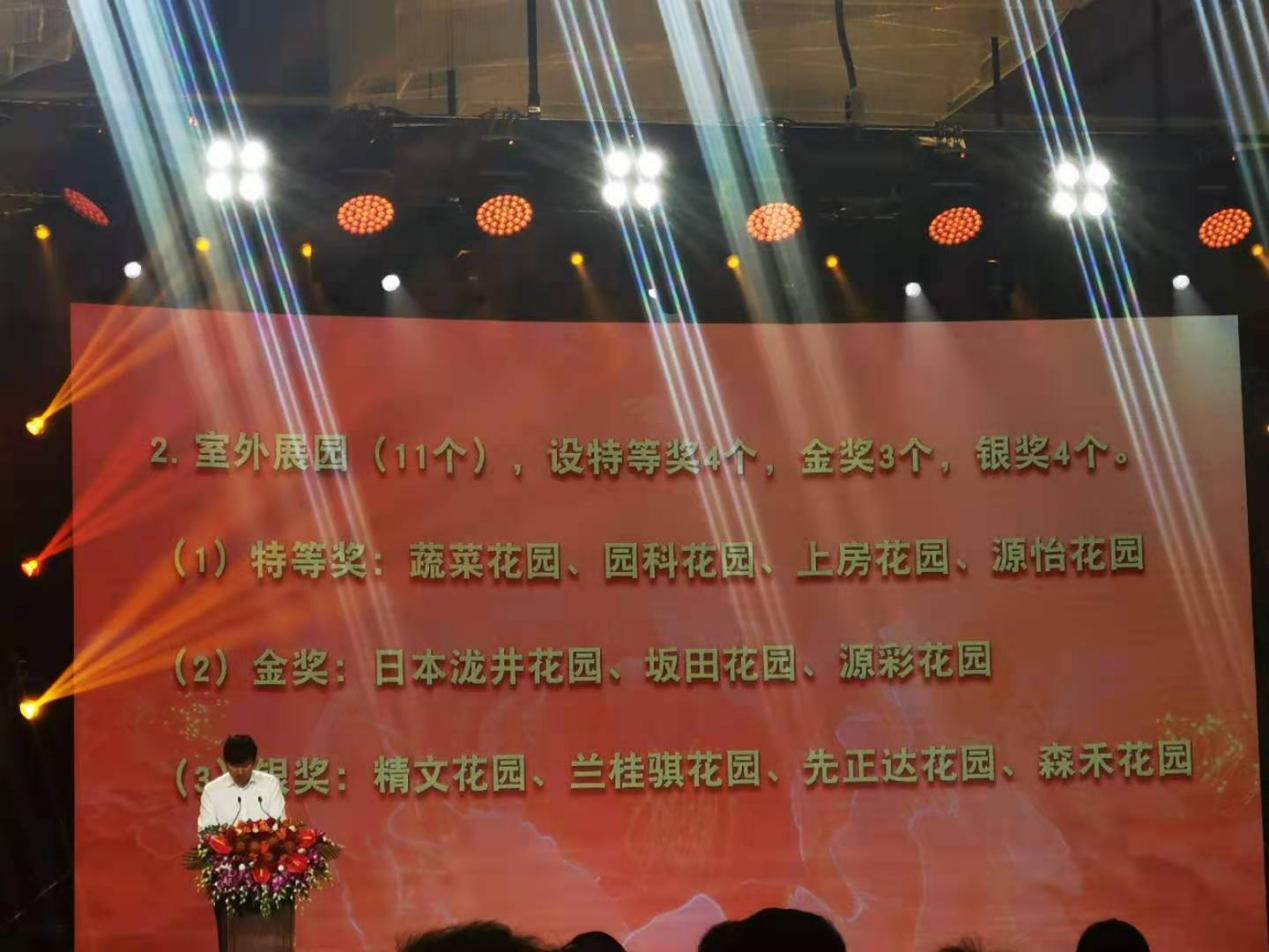 2. 室外展园（11个），设特等奖4个，金奖3个，银奖4个。
（1）特等奖：蔬菜花园、园科花园、上房花园、源怡花园
（2）金奖：日本泷井花园、坂田花园、源彩花园
（3）银奖：精文花园、兰桂骐花园、先正达花园、森禾花园